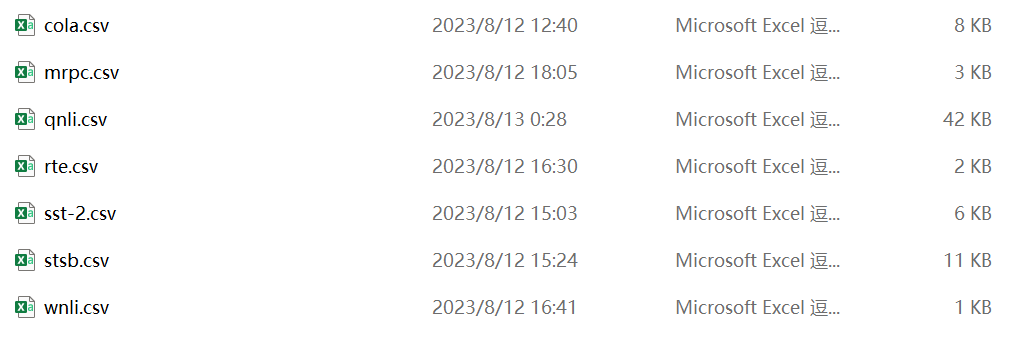 cola.csv 2023/8/12 12:40 Microsoft Excel 逗... 8 KB
mrpc.csv 2023/8/12 18:05 Microsoft Excel 逗... 3 KB
qnli.csv 2023/8/13 0:28 Microsoft Excel 逗... 42 KB
rte.csv 2023/8/12 16:30 Microsoft Excel 逗... 2 KB
sst-2.csv 2023/8/12 15:03 Microsoft Excel 逗... 6 KB
stsb.csv 2023/8/12 15:24 Microsoft Excel 逗... 11 KB
wnli.csv 2023/8/12 16:41 Microsoft Excel 逗... 1 KB